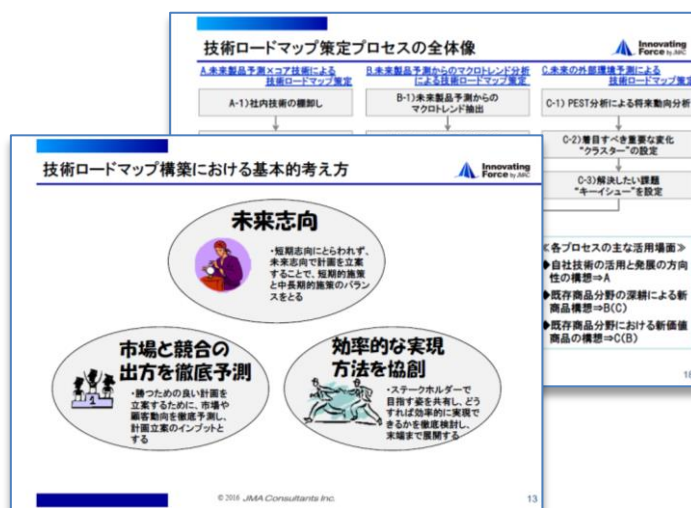 技術ロードマップ策定プロセスの全体像
Innovating
Force by JMC
A.未来製品予測×コア技術による
技術ロードマップ策定
B.未来製品予測からのマクロトレンド分析
による技術ロードマップ策定
C.未来の外部環境予測による
技術ロードマップ策定
A-1)社内技術の棚卸し
B-1)未来製品予測からの
マクロトレンド抽出
C-1) PEST分析による将来動向分析
C-2)着目すべき重要な変化
“クラスター”の設定
C-3)解決したい課題
“キーイシュー”を設定
≪各プロセスの主な活用場面≫
▶自社技術の活用と発展の方向
性の構想⇒A
▶既存商品分野の深耕による新
商品構想⇒B(C)
▶既存商品分野における新価値
商品の構想⇒C(B)
技術ロードマップ構築における基本的考え方
Innovating
Force by JMC
未来志向
・短期志向にとらわれず、
未来志向で計画を立案
することで、短期的施策
と中長期的施策のバラン
スをとる
市場と競合の
出方を徹底予測
1
・勝つための良い計画を
立案するために、市場や
顧客動向を徹底予測し、
計画立案のインプットと
する
効率的な実現
方法を協創
・ステークホルダーで
目指す姿を共有し、どう
すれば効率的に実現で
きるかを徹底検討し、
末端まで展開する
© 2016 JMA Consultants Inc.
13